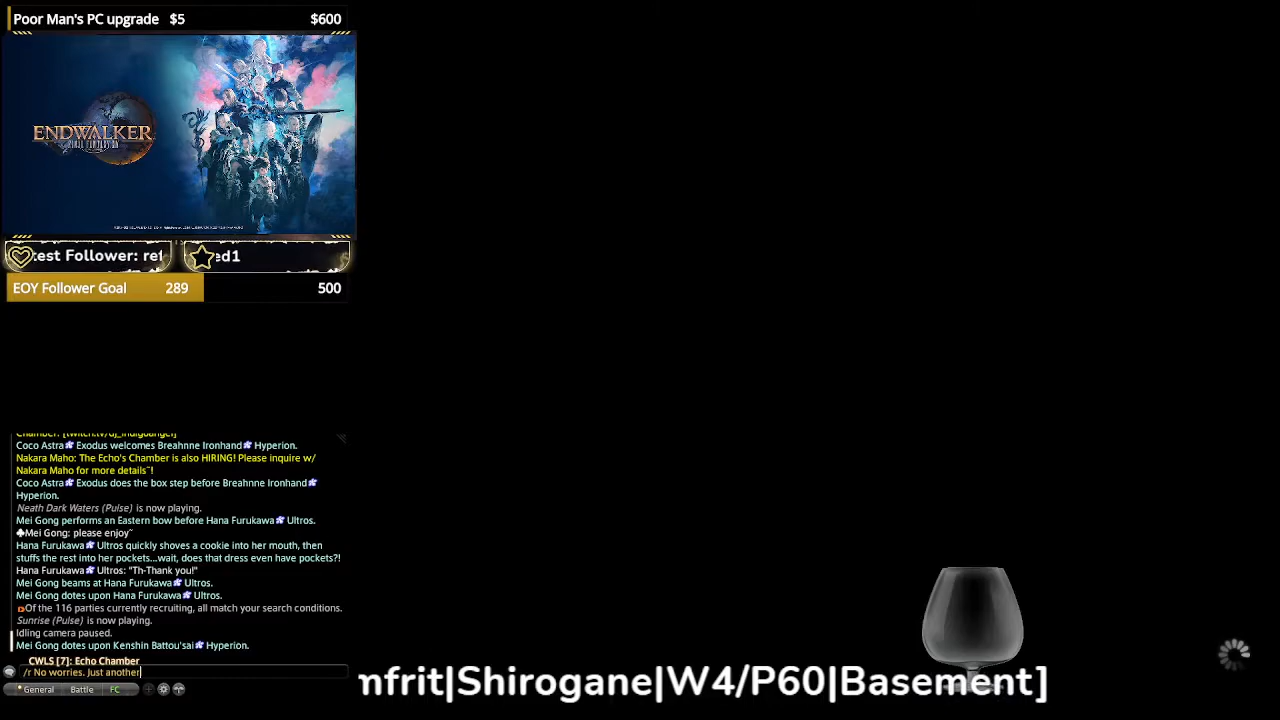 Poor Man's PC upgrade $5 $600
ENDWALKER
FINAL FANTASY XIV
test Follower: ref
ed1
EOY Follower Goal 289 500
Chamber! [twitch.tv/dj_indigoangel]
Coco Astra Exodus welcomes Breahnne Ironhand Hyperion.
Nakara Maho: The Echo's Chamber is also HIRING! Please inquire w/
Nakara Maho for more details~!
Coco Astra Exodus does the box step before Breahnne Ironhand
Hyperion.
Neath Dark Waters (Pulse) is now playing.
Mei Gong performs an Eastern bow before Hana Furukawa Ultros.
♣Mei Gong: please enjoy~
Hana Furukawa Ultros quickly shoves a cookie into her mouth, then
stuffs the rest into her pockets...wait, does that dress even have pockets?!
Hana Furukawa Ultros: "Th-Thank you!"
Mei Gong beams at Hana Furukawa Ultros.
Mei Gong dotes upon Hana Furukawa Ultros.
Of the 116 parties currently recruiting, all match your search conditions.
Sunrise (Pulse) is now playing.
Idling camera paused.
Mei Gong dotes upon Kenshin Battou'sai Hyperion.
CWLS [7]: Echo Chamber
/r No worries. Just another
General Battle FC
mfrit|Shirogane|W4/P60|Basement]